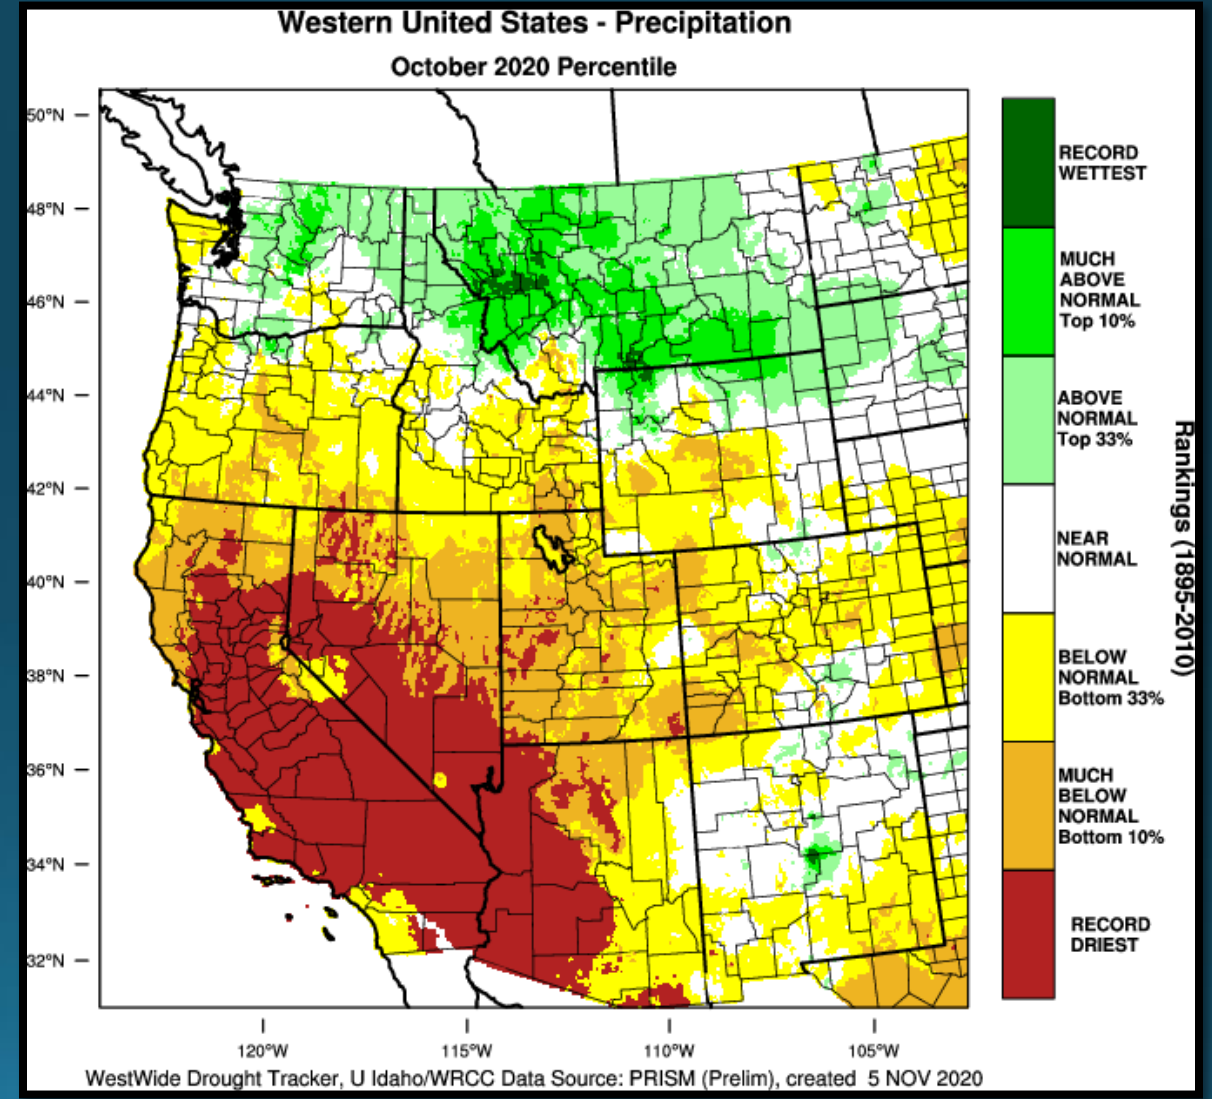 Western United States - Precipitation
October 2020 Percentile
50°N
48°N
46°N
44°N
42°N
40°N
38°N
36°N
34°N
32°N
120°W
115°W
110°W
105°W
RECORD
WETTEST
MUCH
ABOVE
NORMAL
Top 10%
ABOVE
NORMAL
Top 33%
NEAR
NORMAL
BELOW
NORMAL
Bottom 33%
MUCH
BELOW
NORMAL
Bottom 10%
RECORD
DRIEST
Rankings (1895-2010)
WestWide Drought Tracker, U Idaho/WRCC Data Source: PRISM (Prelim), created 5 NOV 2020